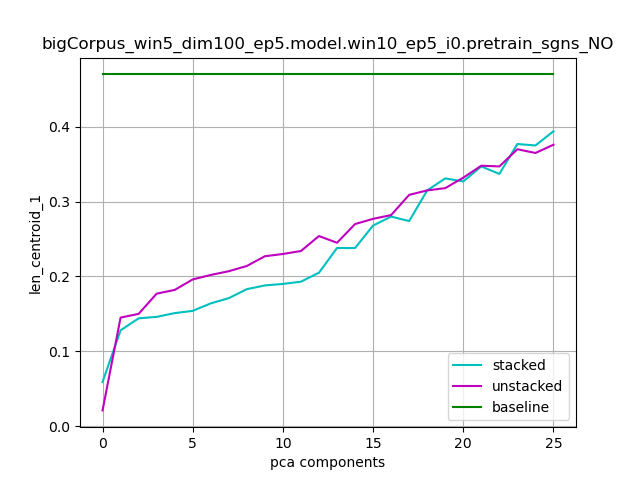 bigCorpus_win5_dim100_ep5.model.win10_ep5_i0.pretrain_sgns_NO
len_centroid_1
0.4
0.3
0.2
0.1
0.0
stacked
unstacked
baseline
0 5 10 15 20 25
pca components